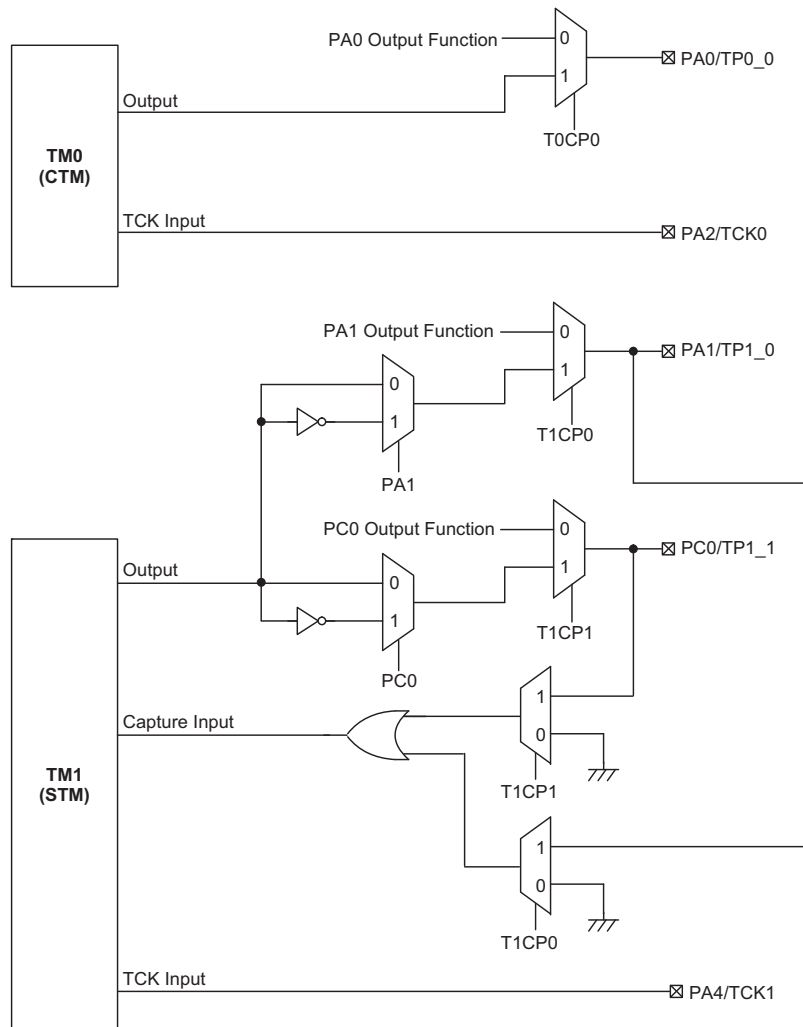 PA0 Output Function
0
1
PA0/TP0_0
T0CP0
Output
TM0
(CTM)
TCK Input
PA2/TCK0
PA1 Output Function
0
1
PA1/TP1_0
T1CP0
0
1
PA1
PC0 Output Function
0
1
PC0/TP1_1
T1CP1
Output
0
1
PC0
Capture Input
1
0
T1CP1
TM1
(STM)
1
0
T1CP0
TCK Input
PA4/TCK1